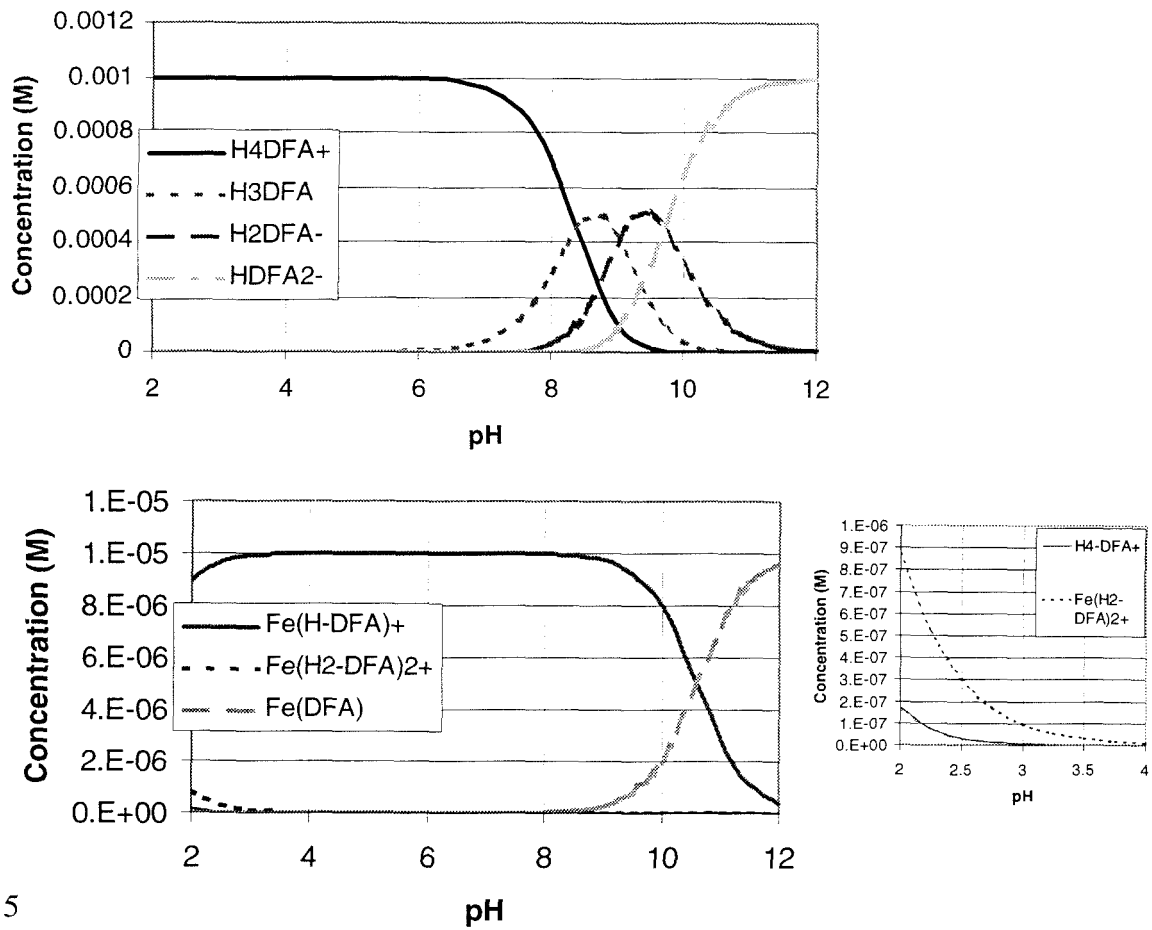 0.0012
0.001
0.0008
0.0006
0.0004
0.0002
0
Concentration (M)
H4DFA+
H3DFA
H2DFA-
HDFA2-
2 4 6 8 10 12
pH
1.E-05
1.E-05
8.E-06
6.E-06
4.E-06
2.E-06
0.E+00
Concentration (M)
Fe(H-DFA)+
Fe(H2-DFA)2+
Fe(DFA)
2 4 6 8 10 12
pH
1.E-06
9.E-07
8.E-07
7.E-07
6.E-07
5.E-07
4.E-07
3.E-07
2.E-07
1.E-07
0.E+00
Concentration (M)
H4-DFA+
Fe(H2-
DFA)2+
2 2.5 3 3.5 4
pH
5